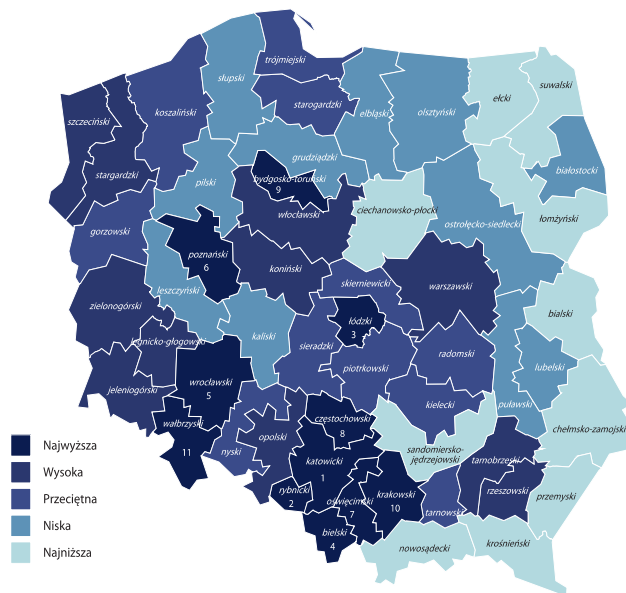 trójmiejski
słupski
koszaliński
starogardzki
elbląski
olsztyński
ełcki
suwalski
szczeciński
stargardzki
grudziądzki
białostocki
bydgosko-toruński
9
pilski
włocławski
ciechanowsko-płocki
ostrołęcko-siedlecki
łomżyński
gorzowski
poznański
6
koniński
skierniewicki
warszawski
leszczyński
zielonogórski
łódzki
3
bialski
legnicko-głogowski
kaliski
sieradzki
piotrkowski
radomski
lubelski
jeleniogórski
wrocławski
5
kielecki
puławski
wałbrzyski
11
częstochowski
8
opolski
nyski
chełmsko-zamojski
sandomiersko-
jędrzejowski
tamobrzeski
katowicki
1
rybnicki
2
oświęcimski
7
krakowski
10
rzeszowski
przemyski
tarnowski
bielski
4
nowosądecki
krośnieński
Najwyższa
Wysoka
Przeciętna
Niska
Najniższa